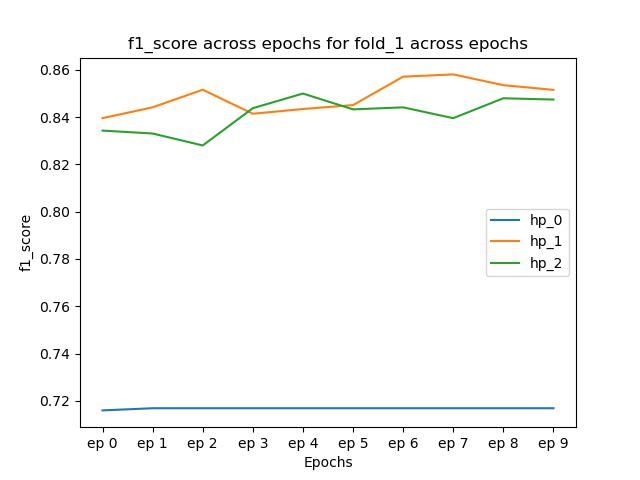 f1_score across epochs for fold_1 across epochs
f1_score
0.86
0.84
0.82
0.80
0.78
0.76
0.74
0.72
hp_0
hp_1
hp_2
ep 0 ep 1 ep 2 ep 3 ep 4 ep 5 ep 6 ep 7 ep 8 ep 9
Epochs